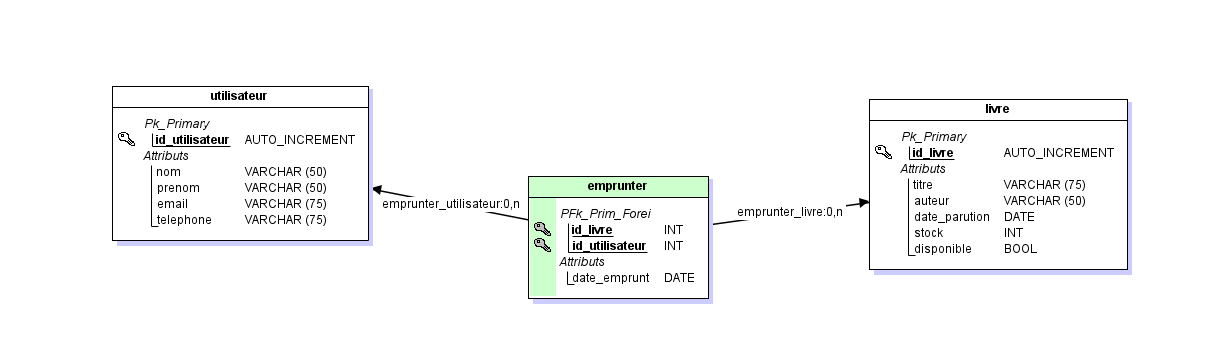 utilisateur
Pk_Primary
id_utilisateur AUTO_INCREMENT
Attributs
nom VARCHAR (50)
prenom VARCHAR (50)
email VARCHAR (75)
telephone VARCHAR (75)
emprunter_utilisateur:0,n
emprunter
PFk_Prim_Forei
id_livre INT
id_utilisateur INT
Attributs
date_emprunt DATE
emprunter_livre:0,n
livre
Pk_Primary
id_livre AUTO_INCREMENT
Attributs
titre VARCHAR (75)
auteur VARCHAR (50)
date_parution DATE
stock INT
disponible BOOL